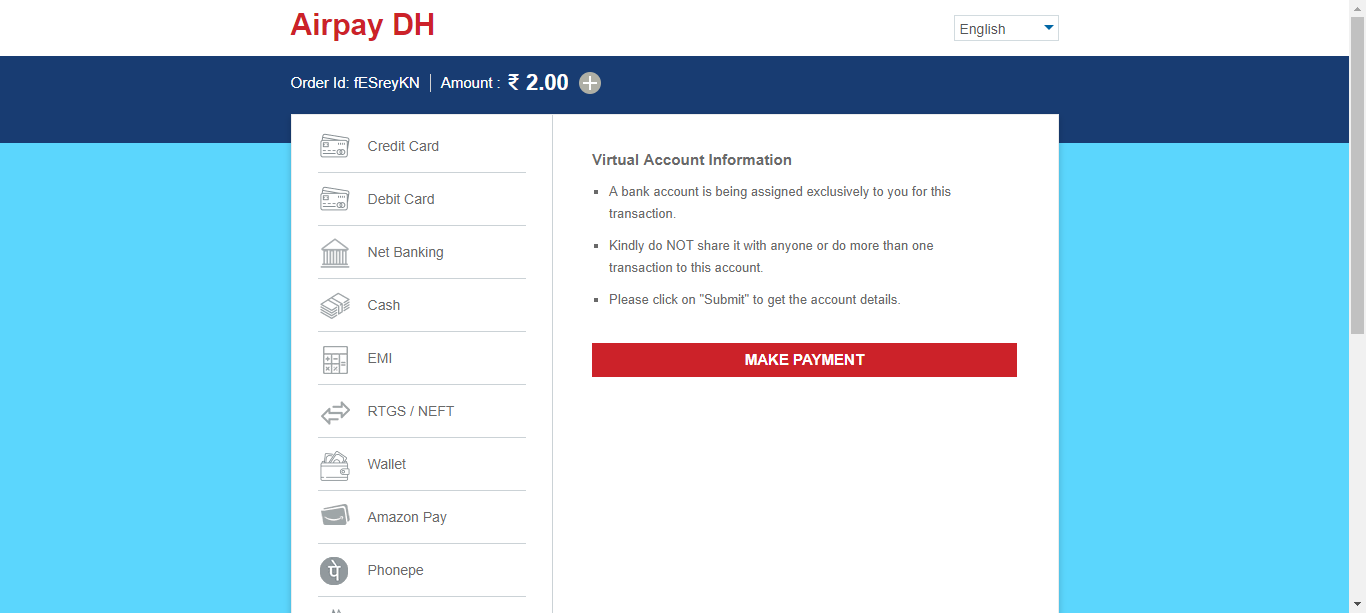 Airpay DH
English
Order Id: fESreyKN | Amount : ₹ 2.00
Credit Card
Debit Card
Net Banking
Cash
EMI
RTGS / NEFT
Wallet
Amazon Pay
Phonepe
Virtual Account Information
A bank account is being assigned exclusively to you for this
transaction.
Kindly do NOT share it with anyone or do more than one
transaction to this account.
Please click on "Submit" to get the account details.
MAKE PAYMENT